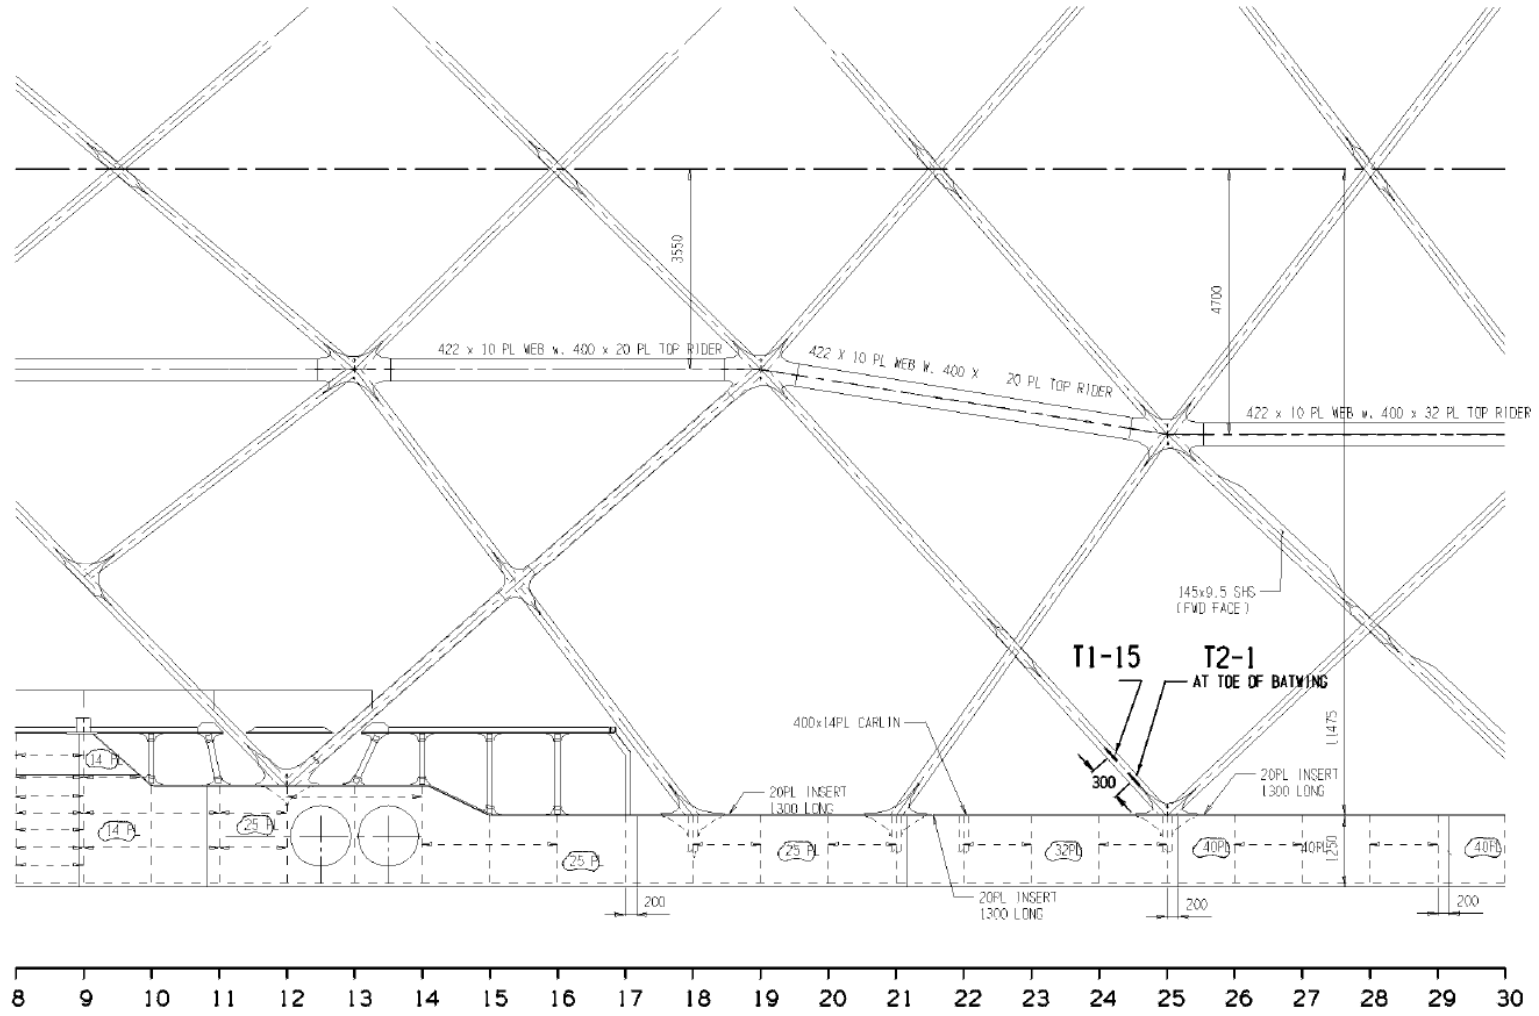 3550
4700
422 x 10 PL WEB w. 400 x 20 PL TOP RIDER
422 X 10 PL WEB W. 400 X 20 PL TOP RIDER
422 x 10 PL WEB w. 400 x 32 PL TOP RIDER
145x9.5 SHS
(FWD FACE)
T1-15
T2-1
AT TOE OF BATWING
400x14PL CARLIN
11475
300
14 PL
20PL INSERT
1300 LONG
20PL INSERT
1300 LONG
14 PL
25 PL
25 PL
25 PL
32PL
40PL
40PL
1250
40PL
20PL INSERT
1300 LONG
200
200
200
8 9 10 11 12 13 14 15 16 17 18 19 20 21 22 23 24 25 26 27 28 29 30